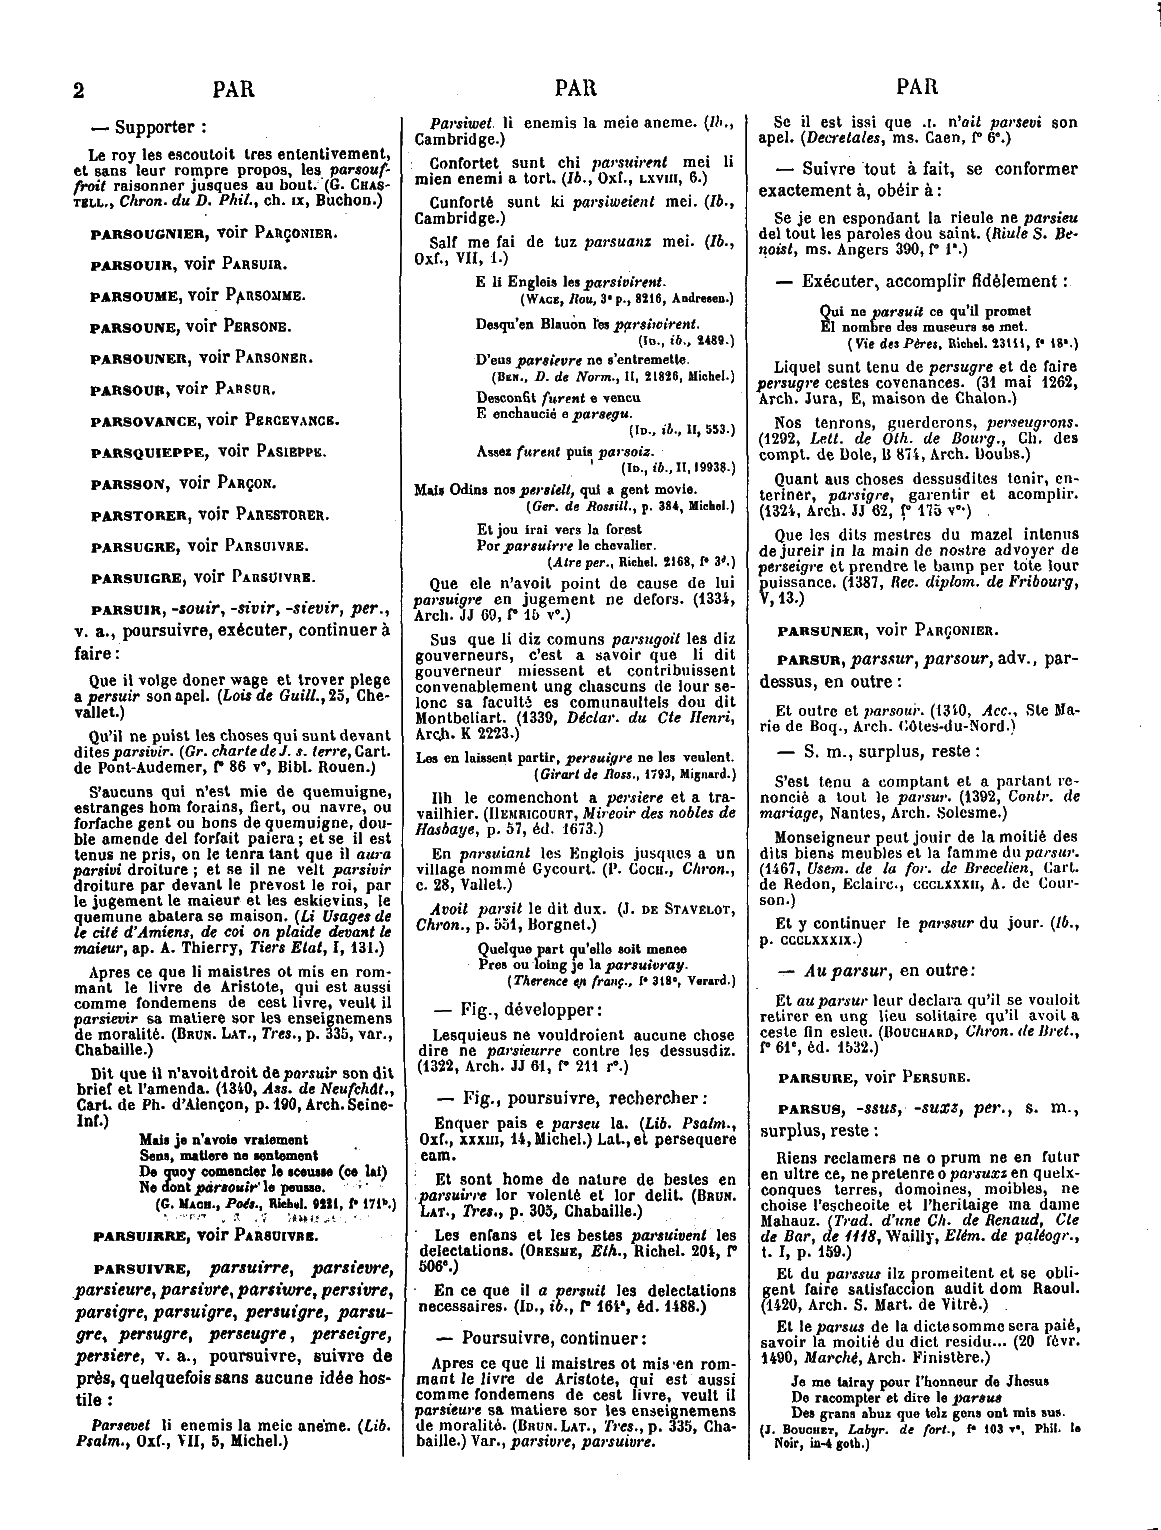 2 PAR PAR PAR
— Supporter :
Le roy les escoutoit tres ententivement,
et sans leur rompre propos, les parsouf-
froit raisonner jusques au bout. (G. CHAS-
TELL., Chron. du D. Phil., ch. IX, Buchon.)
PARSOUGNIER, voir PARÇONIER.
PARSOUIR, voir PARSUIR.
PARSOUME, voir PARSOMME.
PARSOUNE, voir PERSONE.
PARSOUNER, voir PARSONER.
PARSOUR, voir PARSUR.
PARSOVANCE, voir PERCEVANCE.
PARSQUIEPPE, voir PASIEPPE.
PARSSON, voir PARÇON.
PARSTORER, voir PARESTORER.
PARSUGRE, voir PARSUIVRE.
PARSUIGRE, voir PARSUIVRE.
PARSUIR, -souir, -sivir, -sievir, per.,
v. a., poursuivre, exécuter, continuer à
faire :
Que il volge doner wage et trover plege
a persuir son apel. (Lois de Guill., 25, Che-
vallet.)
Qu'il ne puist les choses qui sunt devant
dites parsivir. (Gr. charte de J. s. terre, Cart.
de Pont-Audemer, f° 86 v°, Bibl. Rouen.)
S'aucuns qui n'est mie de quemuigne,
estranges hom forains, fiert, ou navre, ou
forfache gent ou bons de quemuigne, dou-
ble amende del forfait paiera ; et se il est
tenus ne pris, on le tenra tant que il aura
parsivi droiture ; et se il ne velt parsivir
droiture par devant le prevost le roi, par
le jugement le maieur et les eskievins, le
quemune abatera se maison. (Li Usages de
le cité d'Amiens, de coi on plaide devant le
maieur, ap. A. Thierry, Tiers Etat, I, 131.)
Apres ce que li maistres ot mis en rom-
mant le livre de Aristote, qui est aussi
comme fondemens de cest livre, veult il
parsievir sa matiere sor les enseignemens
de moralité. (BRUN. LAT., Tres., p. 335, var.,
Chabaille.)
Dit que il n'avoit droit de parsuir son dit
brief et l'amenda. (1340, Ass. de Neufchât.,
Cart. de Ph. d'Alençon, p. 190, Arch. Seine-
Inf.)
Mais je n'avoie vraiement
Sens, matiere ne sentement
De quoy comencier le sceusse (ce lai)
Ne dont parsouir le peusse.
(G. MACH., Poés., Richel. 9221, f° 171b.)
PARSUIRRE, voir PARSUIVRE.
PARSUIVRE, parsuirre, parsievre,
parsieure, parsivre, parsiwre, persivre,
parsigre, parsuigre, persuigre, parsu-
gre, persugre, perseugre, perseigre,
persiere, v. a., poursuivre, suivre de
près, quelquefois sans aucune idée hos-
tile :
Parsevet li enemis la meie aneme. (Lib.
Psalm., Oxf., VII, 5, Michel.)
Parsiwet li enemis la meie aneme. (Ib.,
Cambridge.)
Confortet sunt chi parsuirent mei li
mien enemi a tort. (Ib., Oxf., LXVIII, 6.)
Cunforté sunt ki parsiweient mei. (Ib.,
Cambridge.)
Salf me fai de tuz parsuanz mei. (Ib.,
Oxf., VII, 1.)
E li Engleis les parsivirent.
(WACE, Rou, 3e p., 8216, Andresen.)
Desqu'en Blauon les parsiwirent.
(ID., ib., 2489.)
D'eus parsievre ne s'entremette.
(BEN., D. de Norm., II, 21826, Michel.)
Desconfit furent e vencu
E enchaucié e parsegu.
(ID., ib., II, 553.)
Assez furent puis parsoiz.
(ID., ib., II, 19938.)
Mais Odins nos persielt, qui a gent movie.
(Ger. de Rossill., p. 384, Michel.)
Et jou irai vers la forest
Por parsuirre le chevalier.
(Atre per., Richel. 2168, f° 3d.)
Que ele n'avoit point de cause de lui
parsuigre en jugement ne defors. (1334,
Arch. JJ 69, f° 15 v°.)
Sus que li diz comuns parsugoit les diz
gouverneurs, c'est a savoir que li dit
gouverneur miessent et contribuissent
convenablement ung chascuns de lour se-
lonc sa faculté es comunaultels dou dit
Montbeliart. (1339, Déclar. du Cte Henri,
Arch. K 2223.)
Les en laissent partir, persuigre ne les veulent.
(Girart de Ross., 1793, Mignard.)
Ilh le comenchont a persiere et a tra-
vailhier. (HEMRICOURT, Mireoir des nobles de
Hasbaye, p. 57, éd. 1673.)
En parsuiant les Englois jusques a un
village nommé Gycourt. (P. COCH., Chron.,
c. 28, Vallet.)
Avoit parsit le dit dux. (J. DE STAVELOT,
Chron., p. 551, Borgnet.)
Quelque part qu'elle soit menee
Pres ou loing je la parsuivray.
(Therence en franç., f° 318a, Verard.)
— Fig., développer :
Lesquieus ne vouldroient aucune chose
dire ne parsieurre contre les dessusdiz.
(1322, Arch. JJ 61, f° 211 r°.)
— Fig., poursuivre, rechercher :
Enquer pais e parseu la. (Lib. Psalm.,
Oxf., XXXIII, 14, Michel.) Lat., et persequere
eam.
Et sont home de nature de bestes en
parsuirre lor volenté et lor delit. (BRUN.
LAT., Tres., p. 305, Chabaille.)
Les enfans et les bestes parsuivent les
delectations. (ORESME, Eth., Richel. 204, f°
506c.)
En ce que il a persuit les delectations
necessaires. (ID., ib., f° 164a, éd. 1488.)
— Poursuivre, continuer :
Apres ce que li maistres ot mis en rom-
mant le livre de Aristote, qui est aussi
comme fondemens de cest livre, veult il
parsieure sa matiere sor les enseignemens
de moralité. (BRUN. LAT., Tres., p. 335, Cha-
baille.) Var., parsivre, parsuivre.
Se il est issi que .I. n'ait parsevi son
apel. (Decretales, ms. Caen, f° 6c.)
— Suivre tout à fait, se conformer
exactement à, obéir à :
Se je en espondant la rieule ne parsieu
del tout les paroles dou saint. (Riule S. Be-
noist, ms. Angers 390, f° 1a.)
— Exécuter, accomplir fidèlement :
Qui ne parsuit ce qu'il promet
El nombre des museurs se met.
(Vie des Pères, Richel. 23111, f° 18a.)
Liquel sunt tenu de persugre et de faire
persugre cestes covenances. (31 mai 1262,
Arch. Jura, E, maison de Chalon.)
Nos tenrons, guerderons, perseugrons.
(1292, Lett. de Oth. de Bourg., Ch. des
compt. de Dole, B 874, Arch. Doubs.)
Quant aus choses dessusdites tenir, en-
teriner, parsigre, garentir et acomplir.
(1324, Arch. JJ 62, f° 175 v°.)
Que les dits mestres du mazel intenus
de jureir in la main de nostre advoyer de
perseigre et prendre le bamp per tote lour
puissance. (1387, Rec. diplom. de Fribourg,
V, 13.)
PARSUNER, voir PARÇONIER.
PARSUR, parssur, parsour, adv., par-
dessus, en outre :
Et outre et parsour. (1340, Acc., Ste Ma-
rie de Boq., Arch. Côtes-du-Nord.)
— S. m., surplus, reste :
S'est tenu a comptant et a partant re-
noncié a tout le parsur. (1392, Contr. de
mariage, Nantes, Arch. Solesme.)
Monseigneur peut jouir de la moitié des
dits biens meubles et la famme du parsur.
(1467, Usem. de la for. de Brecelien, Cart.
de Redon, Eclairc., CCCLXXXII, A. de Cour-
son.)
Et y continuer le parssur du jour. (Ib.,
p. CCCLXXXIX.)
— Au parsur, en outre :
Et au parsur leur declara qu'il se vouloit
retirer en ung lieu solitaire qu'il avoit a
ceste fin esleu. (BOUCHARD, Chron. de Bret.,
f° 61c, éd. 1532.)
PARSURE, voir PERSURE.
PARSUS, -ssus, -suxz, per., s. m.,
surplus, reste :
Riens reclamers ne o prum ne en futur
en ultre ce, ne pretenre o parsuxz en quelx-
conques terres, domoines, moibles, ne
choise l'escheoite et l'heritaige ma dame
Mahauz. (Trad. d'une Ch. de Renaud, Cte
de Bar, de 1118, Wailly, Elém. de paléogr.,
t. I, p. 159.)
Et du parssus ilz promeitent et se obli-
gent faire satisfaccion audit dom Raoul.
(1420, Arch. S. Mart. de Vitré.)
Et le parsus de la dicte somme sera paié,
savoir la moitié du dict residu... (20 févr.
1490, Marché, Arch. Finistère.)
Je me tairay pour l'honneur de Jhesus
De racompter et dire le parsus
Des grans abuz que telz gens ont mis sus.
(J. BOUCHET, Labyr. de fort., f° 103 v°, Phil. le
Noir, in-4 goth.)